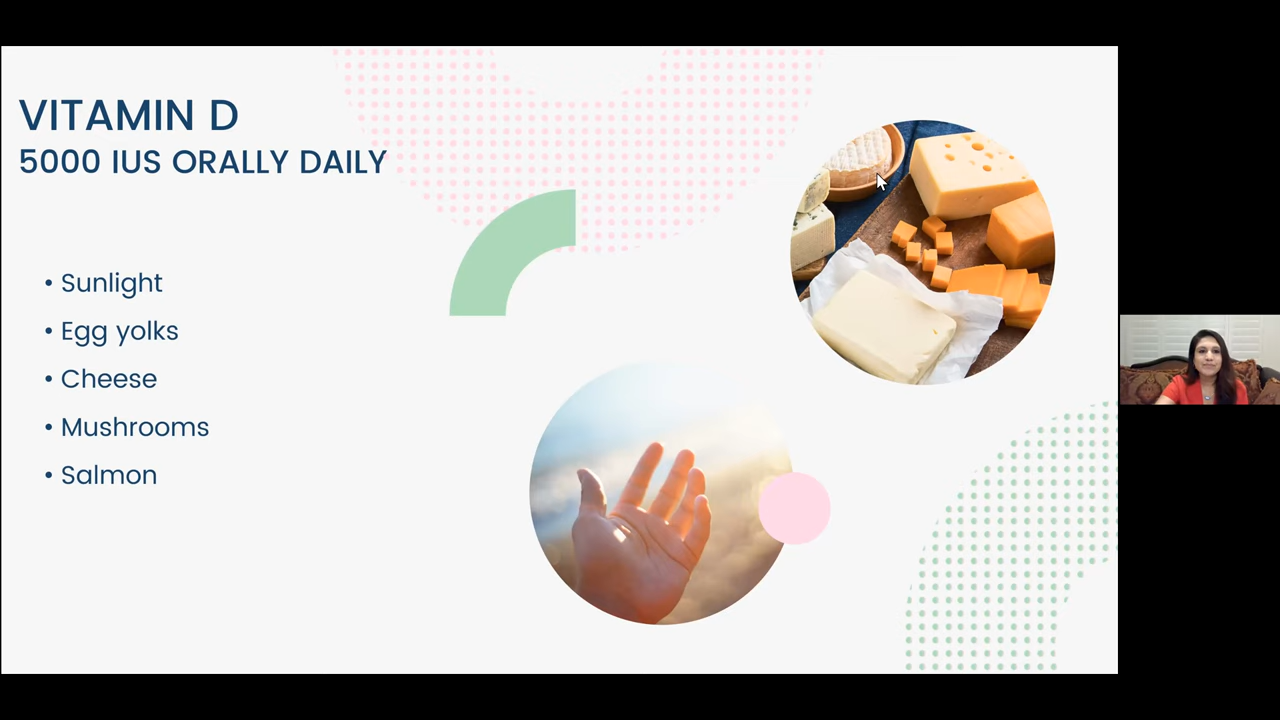 VITAMIN D
5000 IUS ORALLY DAILY
• Sunlight
• Egg yolks
• Cheese
• Mushrooms
• Salmon